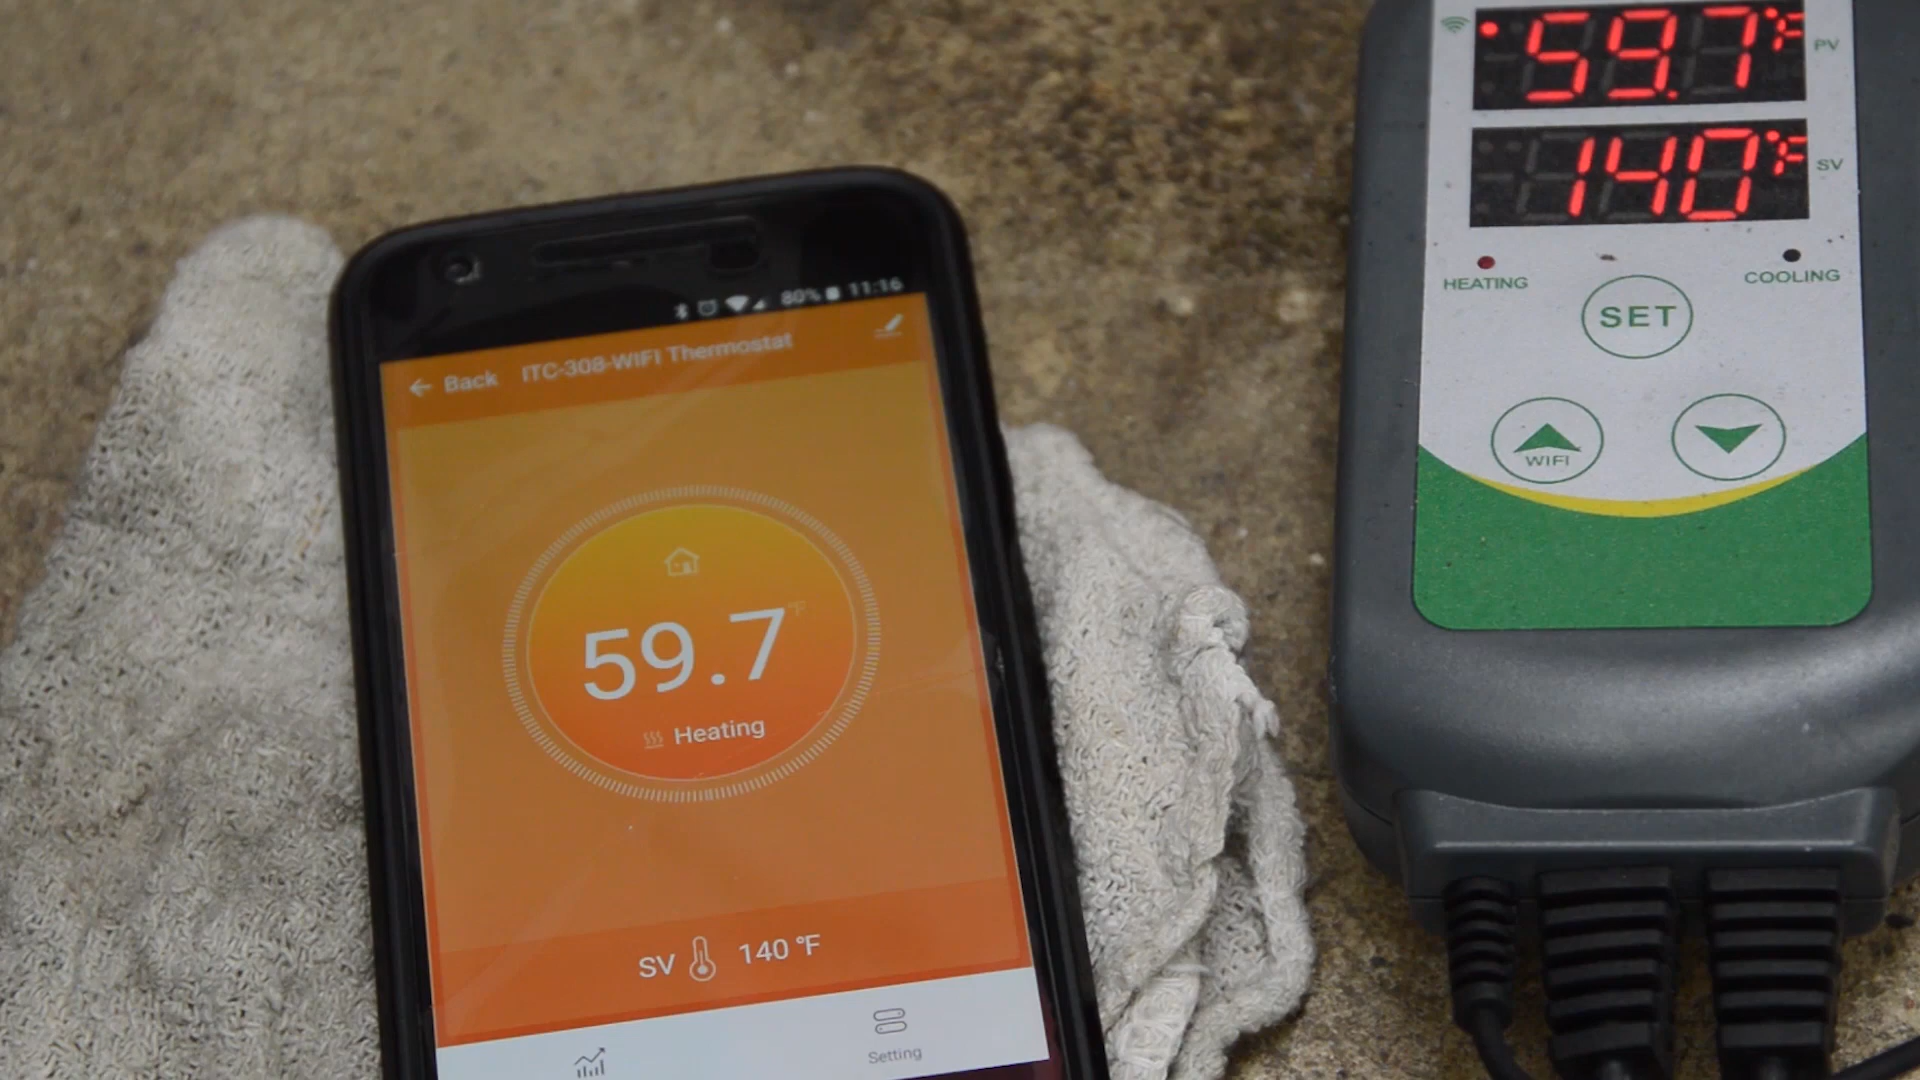 80% 11:16
← Back ITC-308-WIFI Thermostat
59.7 °F
Heating
SV 140 °F
Setting
59.7°F PV
140°F SV
HEATING
COOLING
SET
WIFI